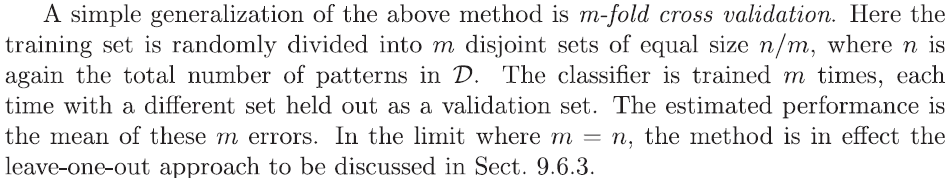 A simple generalization of the above method is m-fold cross validation. Here the
training set is randomly divided into m disjoint sets of equal size n/m, where n is
again the total number of patterns in D. The classifier is trained m times, each
time with a different set held out as a validation set. The estimated performance is
the mean of these m errors. In the limit where m = n, the method is in effect the
leave-one-out approach to be discussed in Sect. 9.6.3.